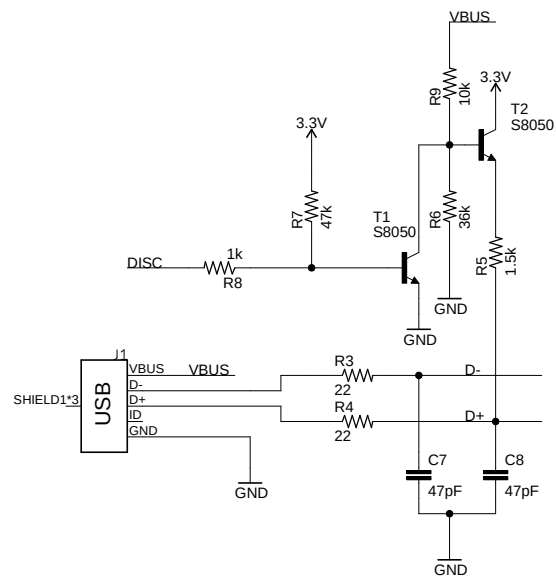 VBUS
3.3V
R9
10k
T2
S8050
3.3V
R7
47k
T1
S8050
R6
36k
DISC
1k
R8
R5
1.5k
GND
GND
J1
VBUS
VBUS
R3
D-
D-
22
SHIELD1*3
USB
D+
R4
D+
ID
22
GND
C7
C8
47pF
47pF
GND
GND